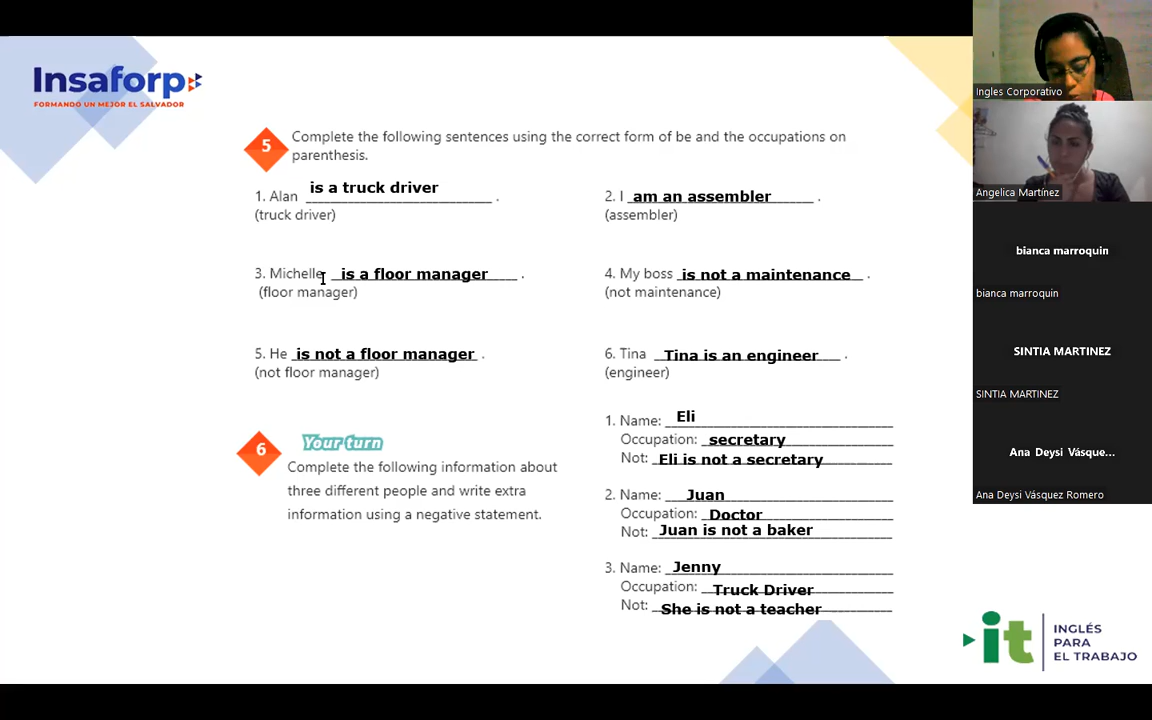 Insaforp
FORMANDO UN MEJOR EL SALVADOR
5
Complete the following sentences using the correct form of be and the occupations on
parenthesis.
1. Alan is a truck driver .
(truck driver)
2. I am an assembler .
(assembler)
3. Michelle is a floor manager .
(floor manager)
4. My boss is not a maintenance .
(not maintenance)
5. He is not a floor manager .
(not floor manager)
6. Tina Tina is an engineer .
(engineer)
6
Your turn
Complete the following information about
three different people and write extra
information using a negative statement.
1. Name: Eli
Occupation: secretary
Not: Eli is not a secretary
2. Name: Juan
Occupation: Doctor
Not: Juan is not a baker
3. Name: Jenny
Occupation: Truck Driver
Not: She is not a teacher
it
INGLÉS
PARA
EL TRABAJO
Ingles Corporativo
Angelica Martínez
bianca marroquin
bianca marroquin
SINTIA MARTINEZ
SINTIA MARTINEZ
Ana Deysi Vásque...
Ana Deysi Vásquez Romero